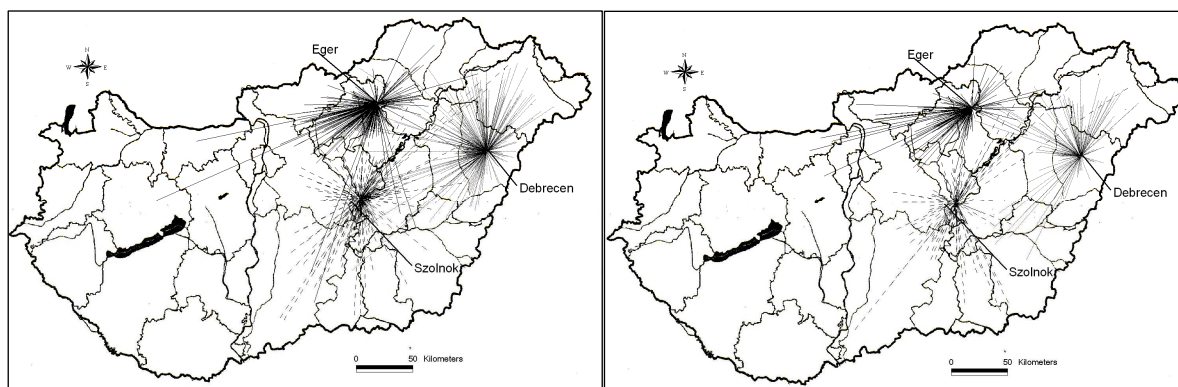 N
W E
S
Eger
Debrecen
Szolnok
0 50 Kilometers
N
W E
S
Eger
Debrecen
Szolnok
0 50 Kilometers